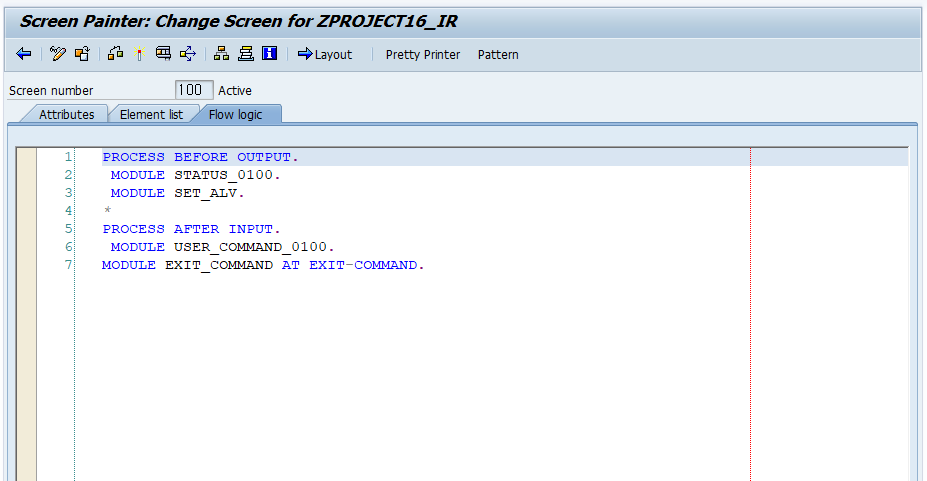 Screen Painter: Change Screen for ZPROJECT16_IR
Layout Pretty Printer Pattern
Screen number 100 Active
Attributes Element list Flow logic
1 PROCESS BEFORE OUTPUT.
2 MODULE STATUS_0100.
3 MODULE SET_ALV.
4 *
5 PROCESS AFTER INPUT.
6 MODULE USER_COMMAND_0100.
7 MODULE EXIT_COMMAND AT EXIT-COMMAND.